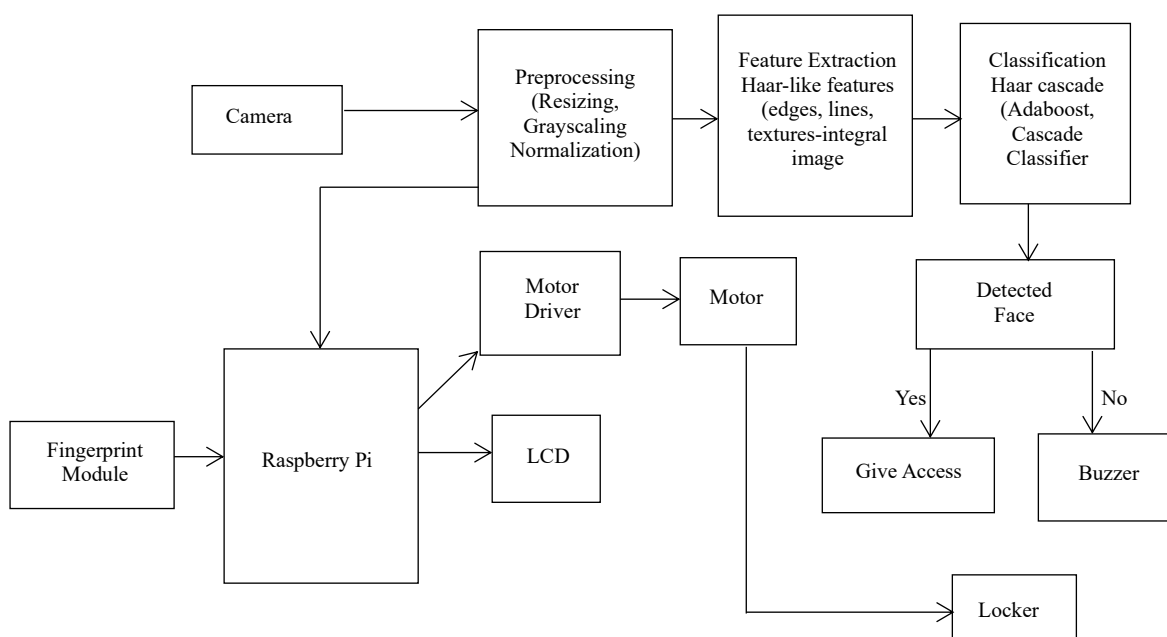 Camera
Preprocessing
(Resizing,
Grayscaling
Normalization)
Feature Extraction
Haar-like features
(edges, lines,
textures-integral
image
Classification
Haar cascade
(Adaboost,
Cascade
Classifier
Motor
Driver
Motor
Detected
Face
Yes
No
Fingerprint
Module
Raspberry Pi
LCD
Give Access
Buzzer
Locker